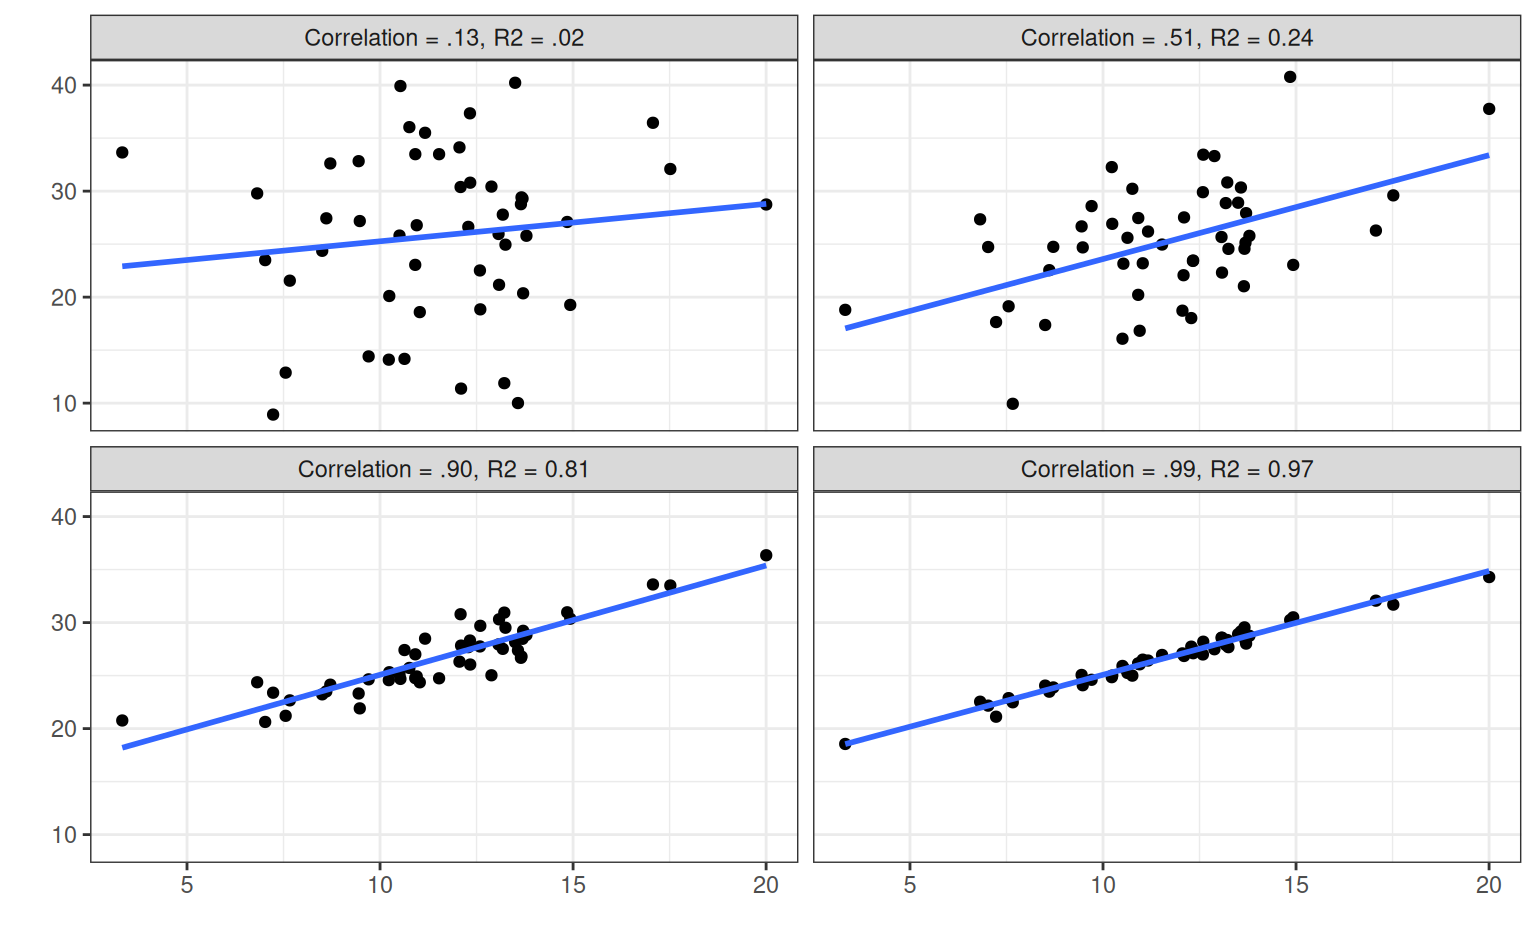 Correlation = .13, R2 = .02
Correlation = .51, R2 = 0.24
40
30
20
10
Correlation = .90, R2 = 0.81
Correlation = .99, R2 = 0.97
40
30
20
10
5 10 15 20 5 10 15 20